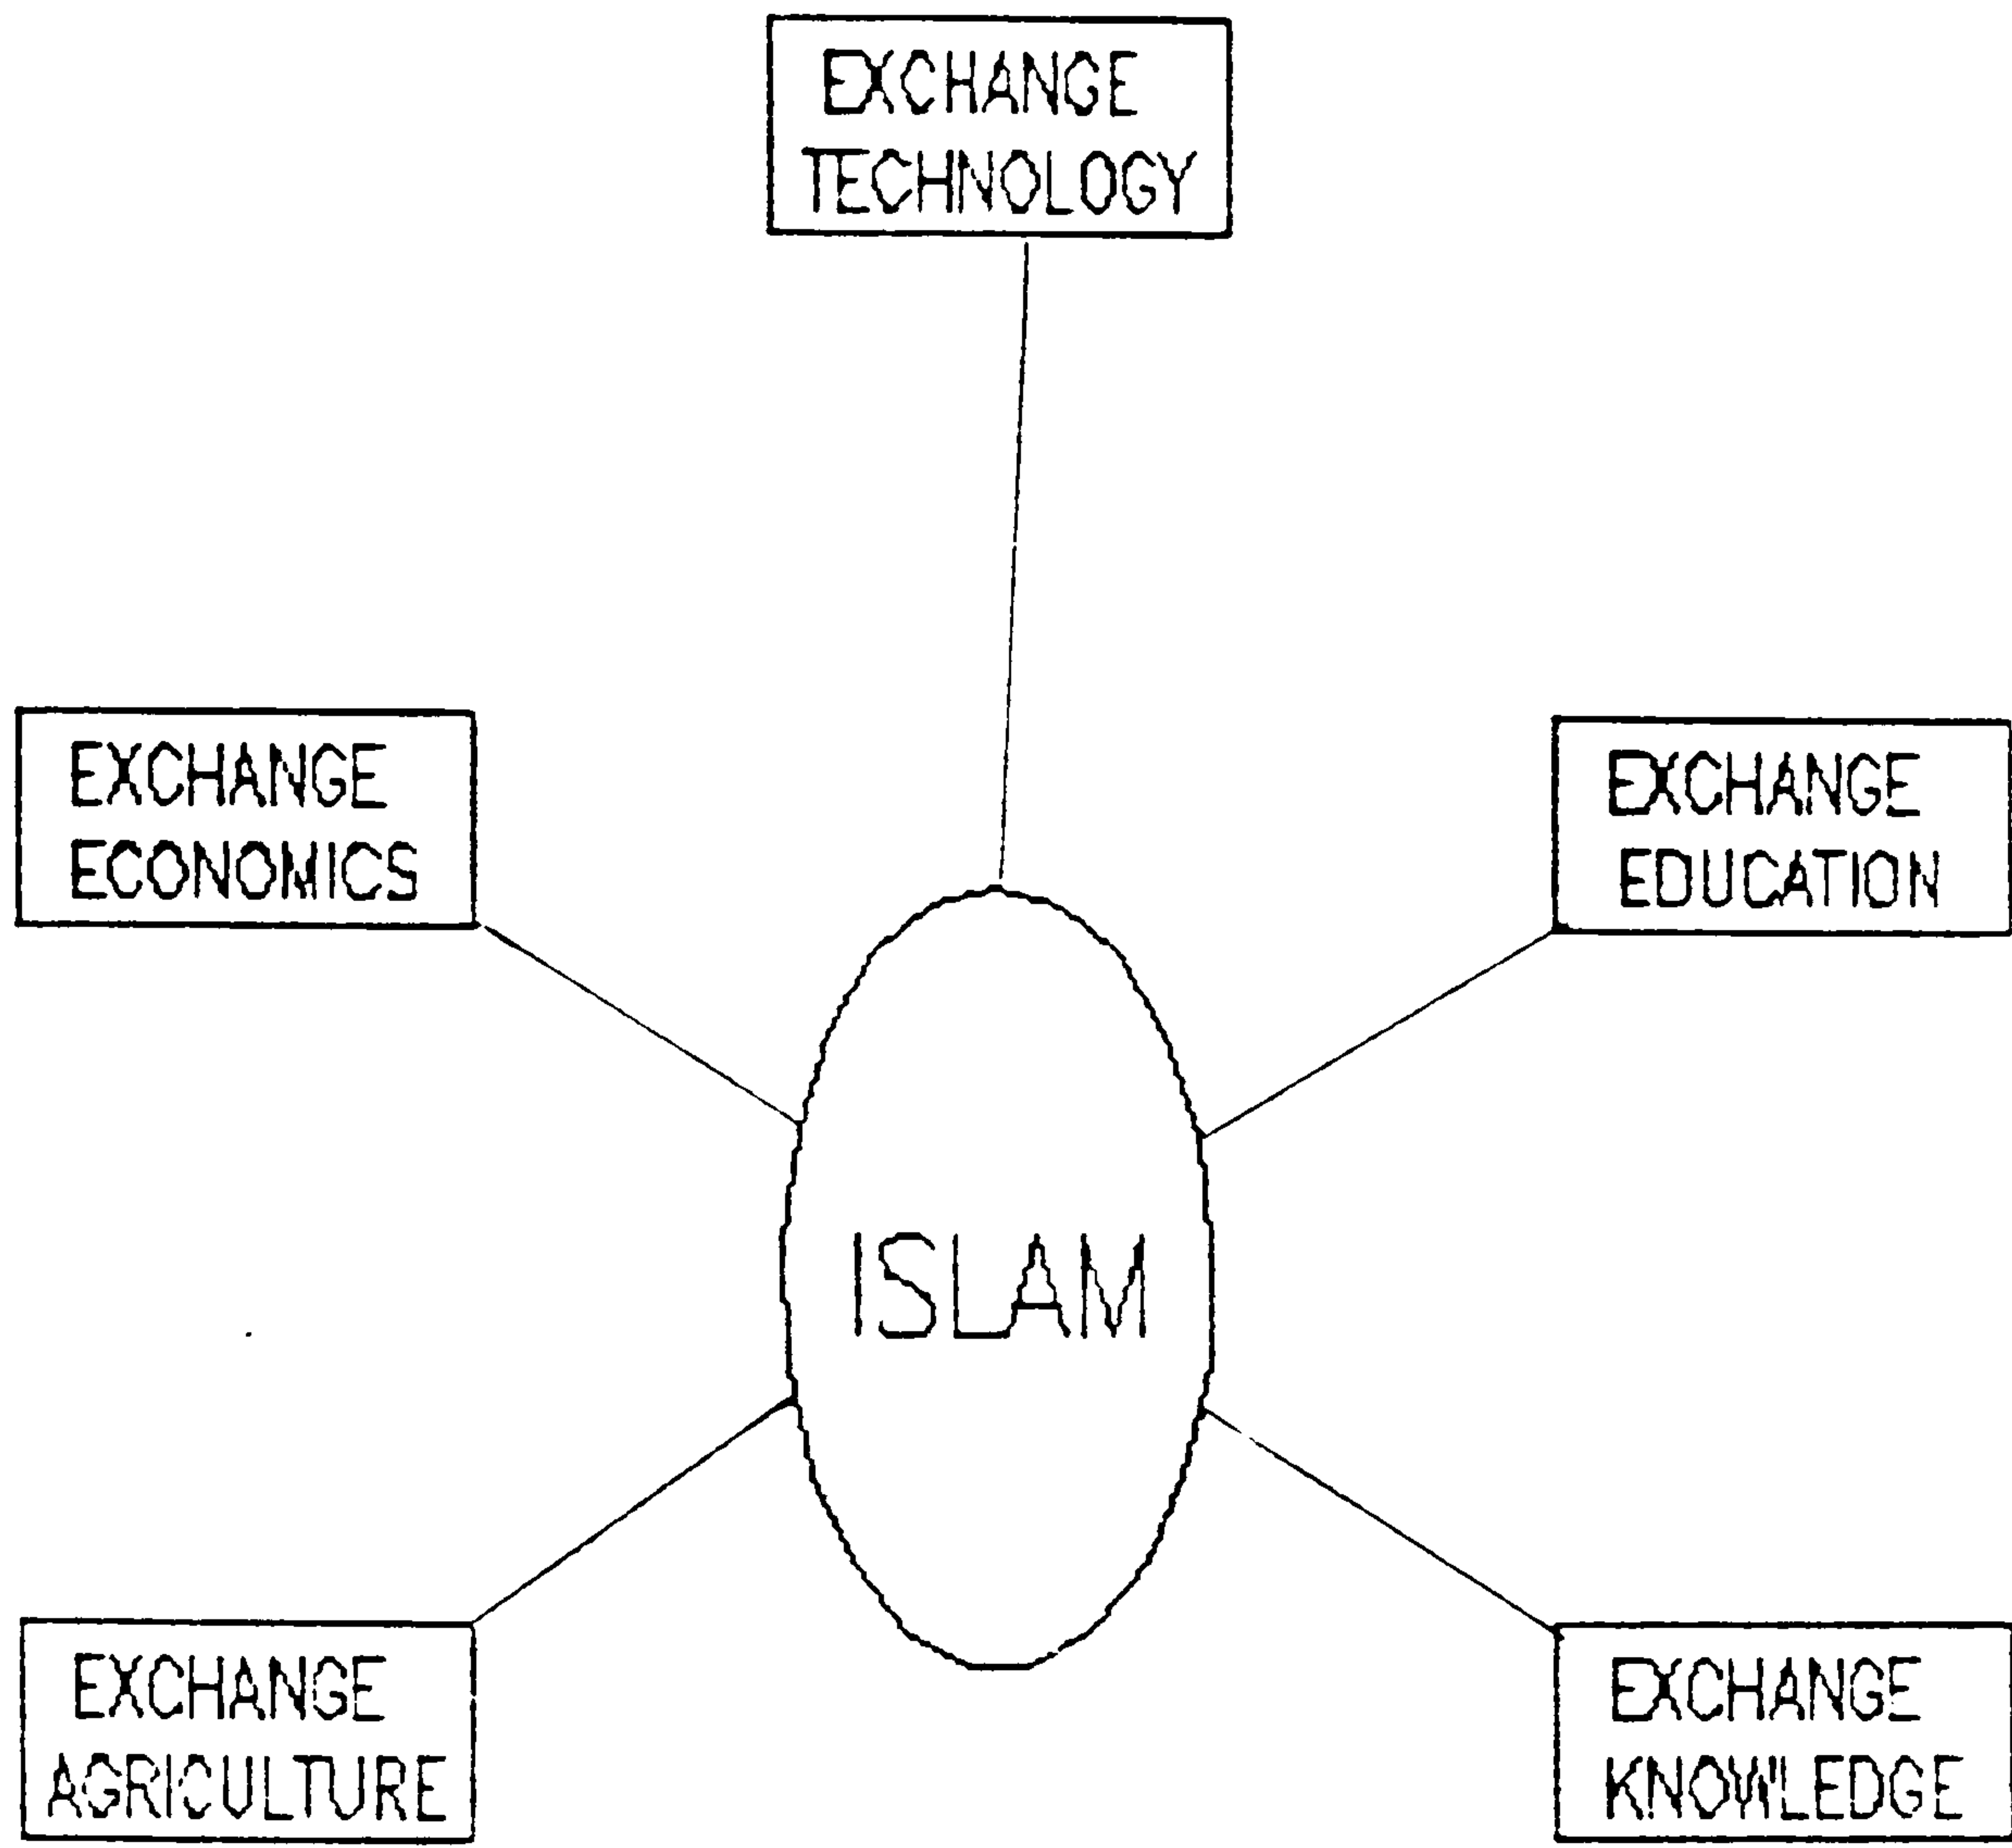 EXCHANGE
TECHNOLOGY
EXCHANGE
ECONOMICS
EXCHANGE
EDUCATION
ISLAM
EXCHANGE
AGRICULTURE
EXCHANGE
KNOWLEDGE